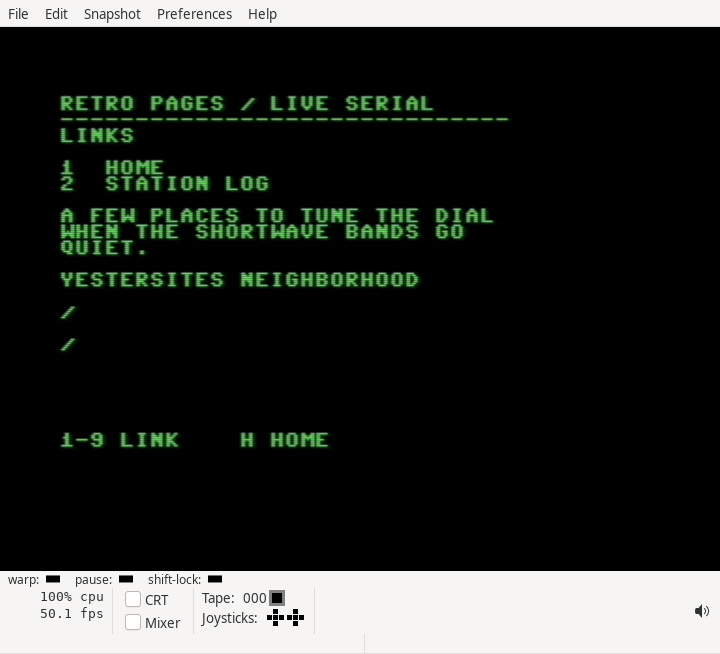 File Edit Snapshot Preferences Help
RETRO PAGES / LIVE SERIAL
------------------------------
LINKS
1 HOME
2 STATION LOG
A FEW PLACES TO TUNE THE DIAL
WHEN THE SHORTWAVE BANDS GO
QUIET.
YESTERSITES NEIGHBORHOOD
/
/
1-9 LINK H HOME
warp: pause: shift-lock:
100% cpu CRT Tape: 000
50.1 fps Mixer Joysticks: